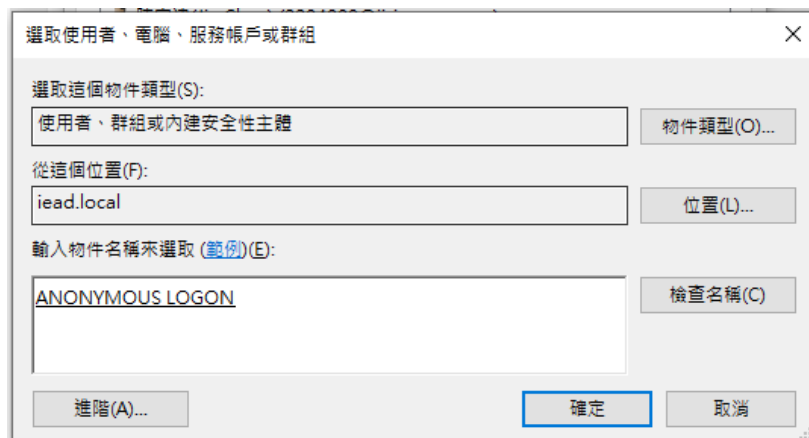 選取使用者、電腦、服務帳戶或群組
選取這個物件類型(S):
使用者、群組或內建安全性主體
物件類型(O)...
從這個位置(F):
iead.local
位置(L)...
輸入物件名稱來選取 (範例)(E):
ANONYMOUS LOGON
檢查名稱(C)
進階(A)...
確定
取消